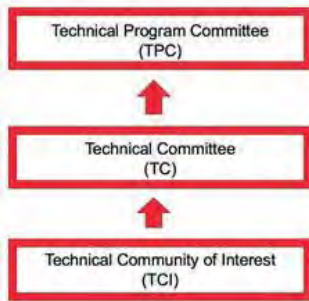 Technical Program Committee
(TPC)
Technical Committee
(TC)
Technical Community of Interest
(TCI)